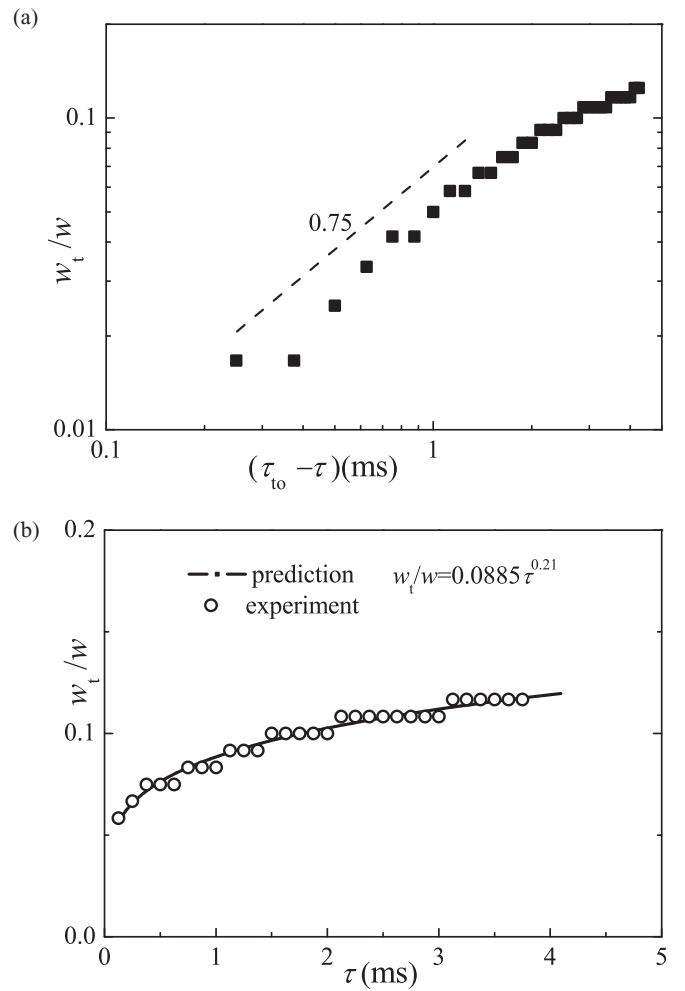 (a)
0.1
0.75
w_t/w
0.01
0.1
1
(τ_to −τ)(ms)
(b)
0.2
prediction
w_t/w=0.0885τ^0.21
experiment
w_t/w
0.1
0.0
0
1
2
3
4
5
τ(ms)